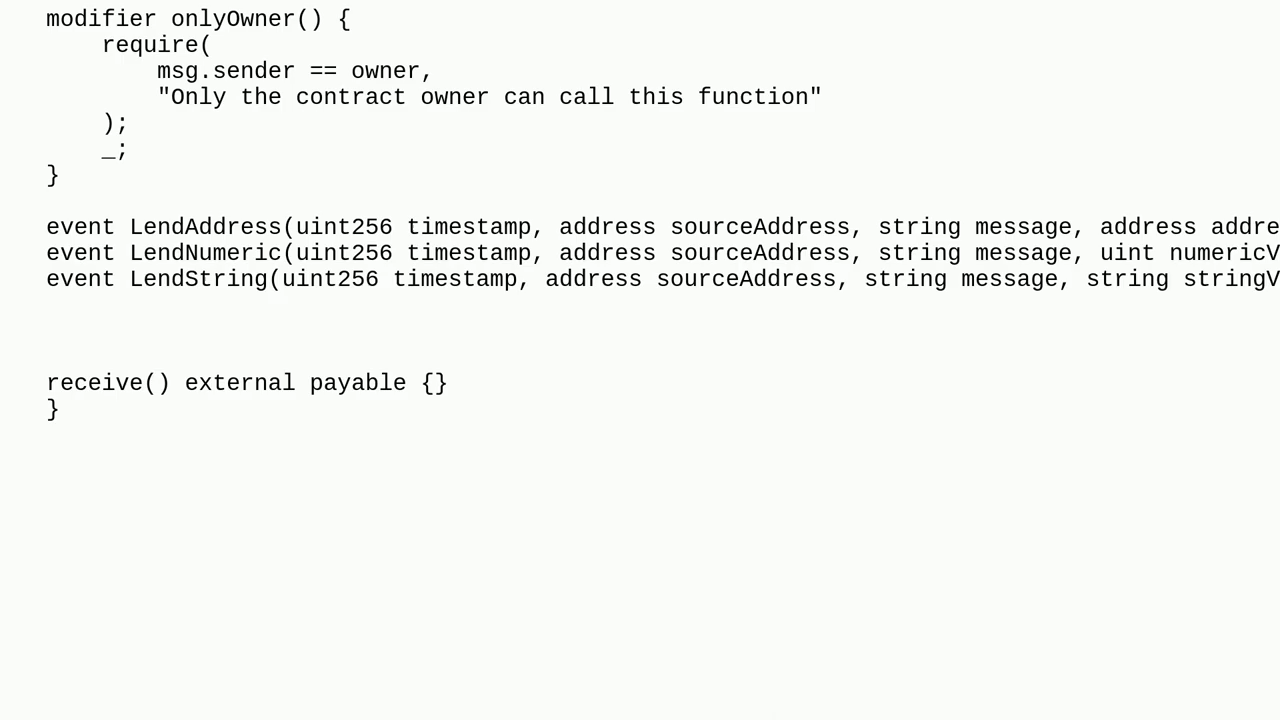 modifier onlyOwner() {
require(
msg.sender == owner,
"Only the contract owner can call this function"
);
_;
}
event LendAddress(uint256 timestamp, address sourceAddress, string message, address addre
event LendNumeric(uint256 timestamp, address sourceAddress, string message, uint numericV
event LendString(uint256 timestamp, address sourceAddress, string message, string stringV
receive() external payable {}
}